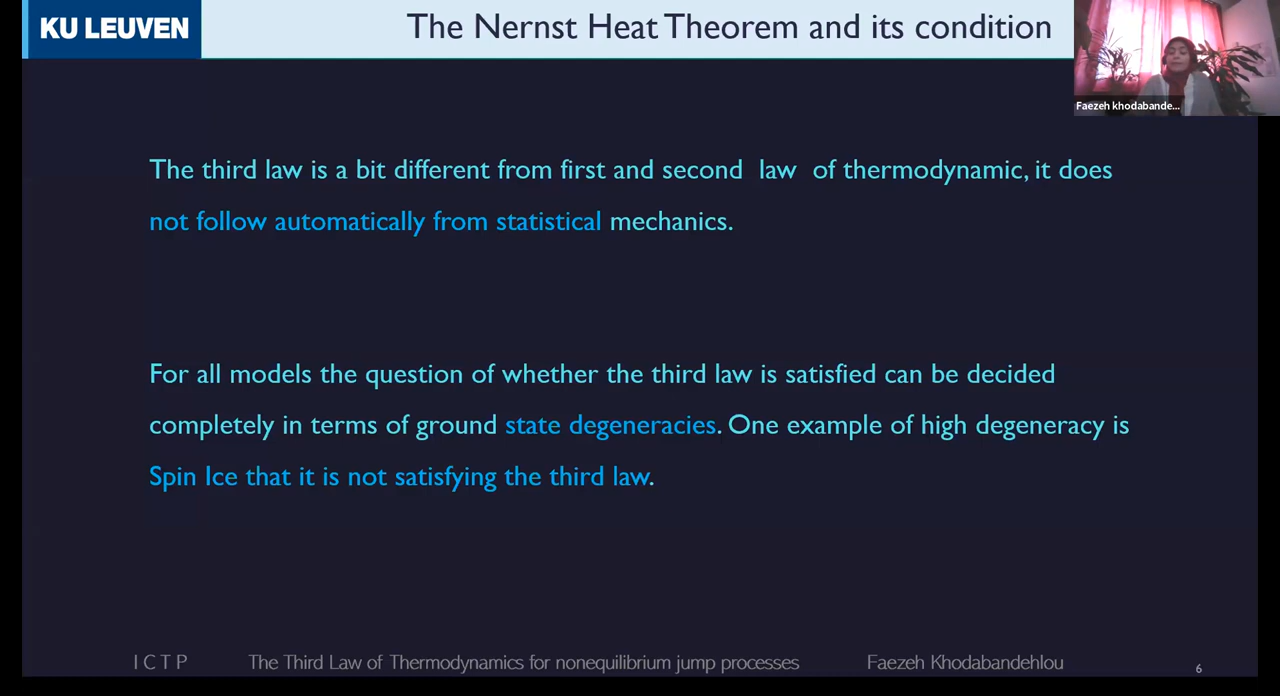 KU LEUVEN
The Nernst Heat Theorem and its condition
Faezeh khodabande...
The third law is a bit different from first and second law of thermodynamic, it does
not follow automatically from statistical mechanics.
For all models the question of whether the third law is satisfied can be decided
completely in terms of ground state degeneracies. One example of high degeneracy is
Spin Ice that it is not satisfying the third law.
I C T P The Third Law of Thermodynamics for nonequilibrium jump processes Faezeh Khodabandehlou 6